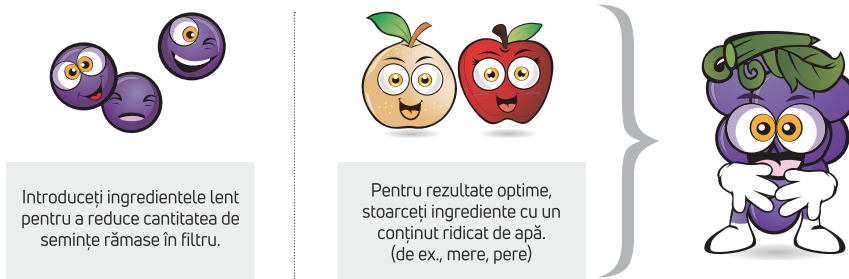 Introduceți ingredientele lent
pentru a reduce cantitatea de
semințe rămase în filtru.
Pentru rezultate optime,
stoarceți ingrediente cu un
conținut ridicat de apă.
(de ex., mere, pere)